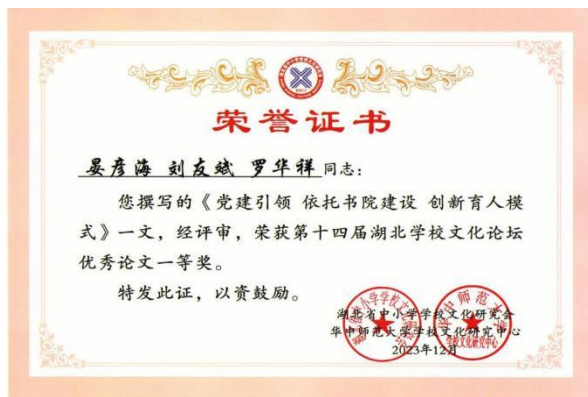 荣誉证书
晏彦海 刘友斌 罗华祥 同志：
您撰写的《党建引领 依托书院建设 创新育人模
式》一文，经评审，荣获第十四届湖北学校文化论坛
优秀论文一等奖。
特发此证，以资鼓励。
湖北省中小学学校文化研究会
华中师范大学学校文化研究中心
2023年12月